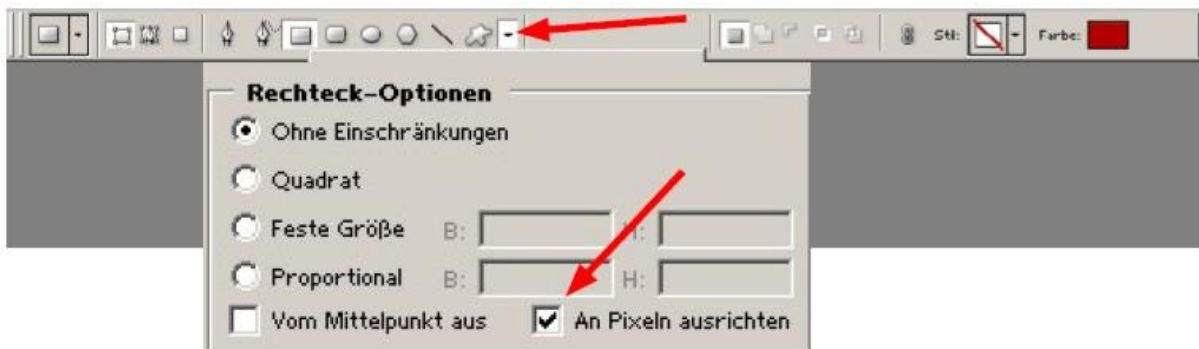 Stil: Farbe:
Rechteck-Optionen
Ohne Einschränkungen
Quadrat
Feste Größe B: H:
Proportional B: H:
Vom Mittelpunkt aus An Pixeln ausrichten